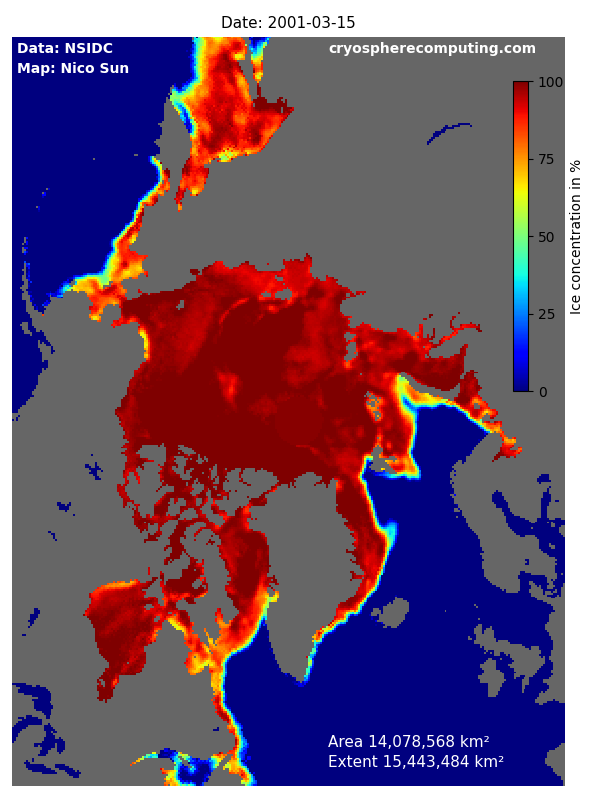 Date: 2001-03-15
Data: NSIDC
Map: Nico Sun
cryospherecomputing.com
100
75
50
25
0
Ice concentration in %
Area 14,078,568 km²
Extent 15,443,484 km²